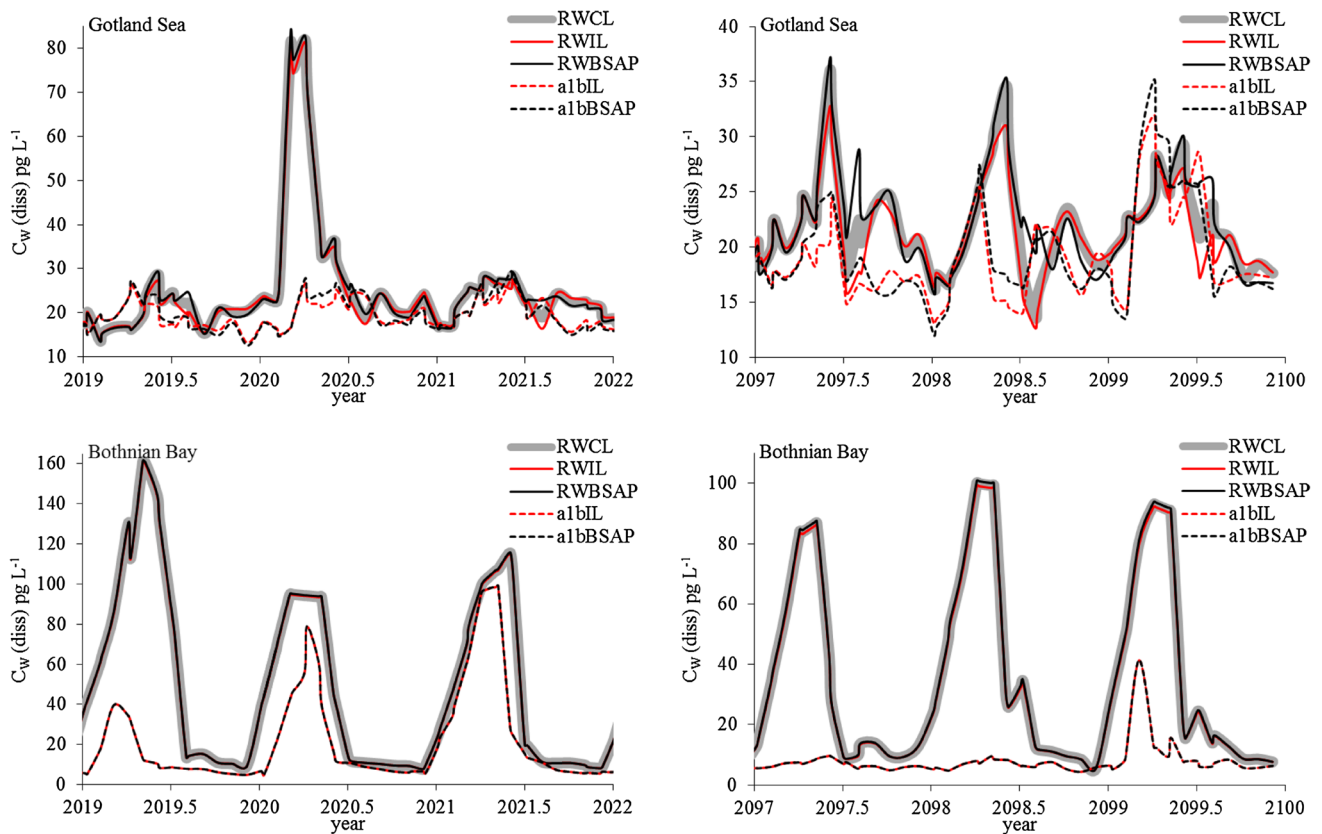 Gotland Sea
RWCL
RWIL
RWBSAP
a1bIL
a1bBSAP
C_W (diss) pg L⁻¹
80
70
60
50
40
30
20
10
2019 2019.5 2020 2020.5 2021 2021.5 2022
year
Gotland Sea
RWCL
RWIL
RWBSAP
a1bIL
a1bBSAP
C_W (diss) pg L⁻¹
40
35
30
25
20
15
10
2097 2097.5 2098 2098.5 2099 2099.5 2100
year
Bothnian Bay
RWCL
RWIL
RWBSAP
a1bIL
a1bBSAP
C_W (diss) pg L⁻¹
160
140
120
100
80
60
40
20
0
2019 2019.5 2020 2020.5 2021 2021.5 2022
year
Bothnian Bay
RWCL
RWIL
RWBSAP
a1bIL
a1bBSAP
C_W (diss) pg L⁻¹
100
80
60
40
20
0
2097 2097.5 2098 2098.5 2099 2099.5 2100
year